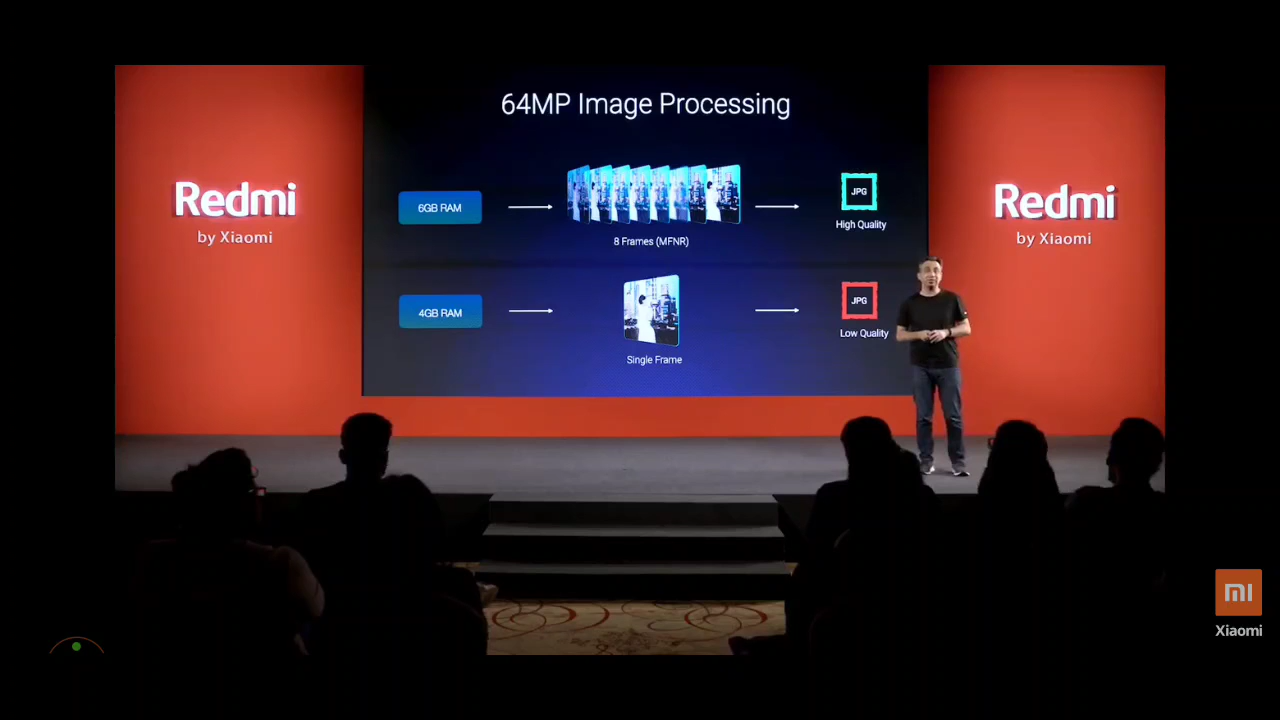 64MP Image Processing
6GB RAM
8 Frames (MFNR)
JPG
High Quality
4GB RAM
Single Frame
JPG
Low Quality
Redmi
by Xiaomi
Redmi
by Xiaomi
mi
Xiaomi